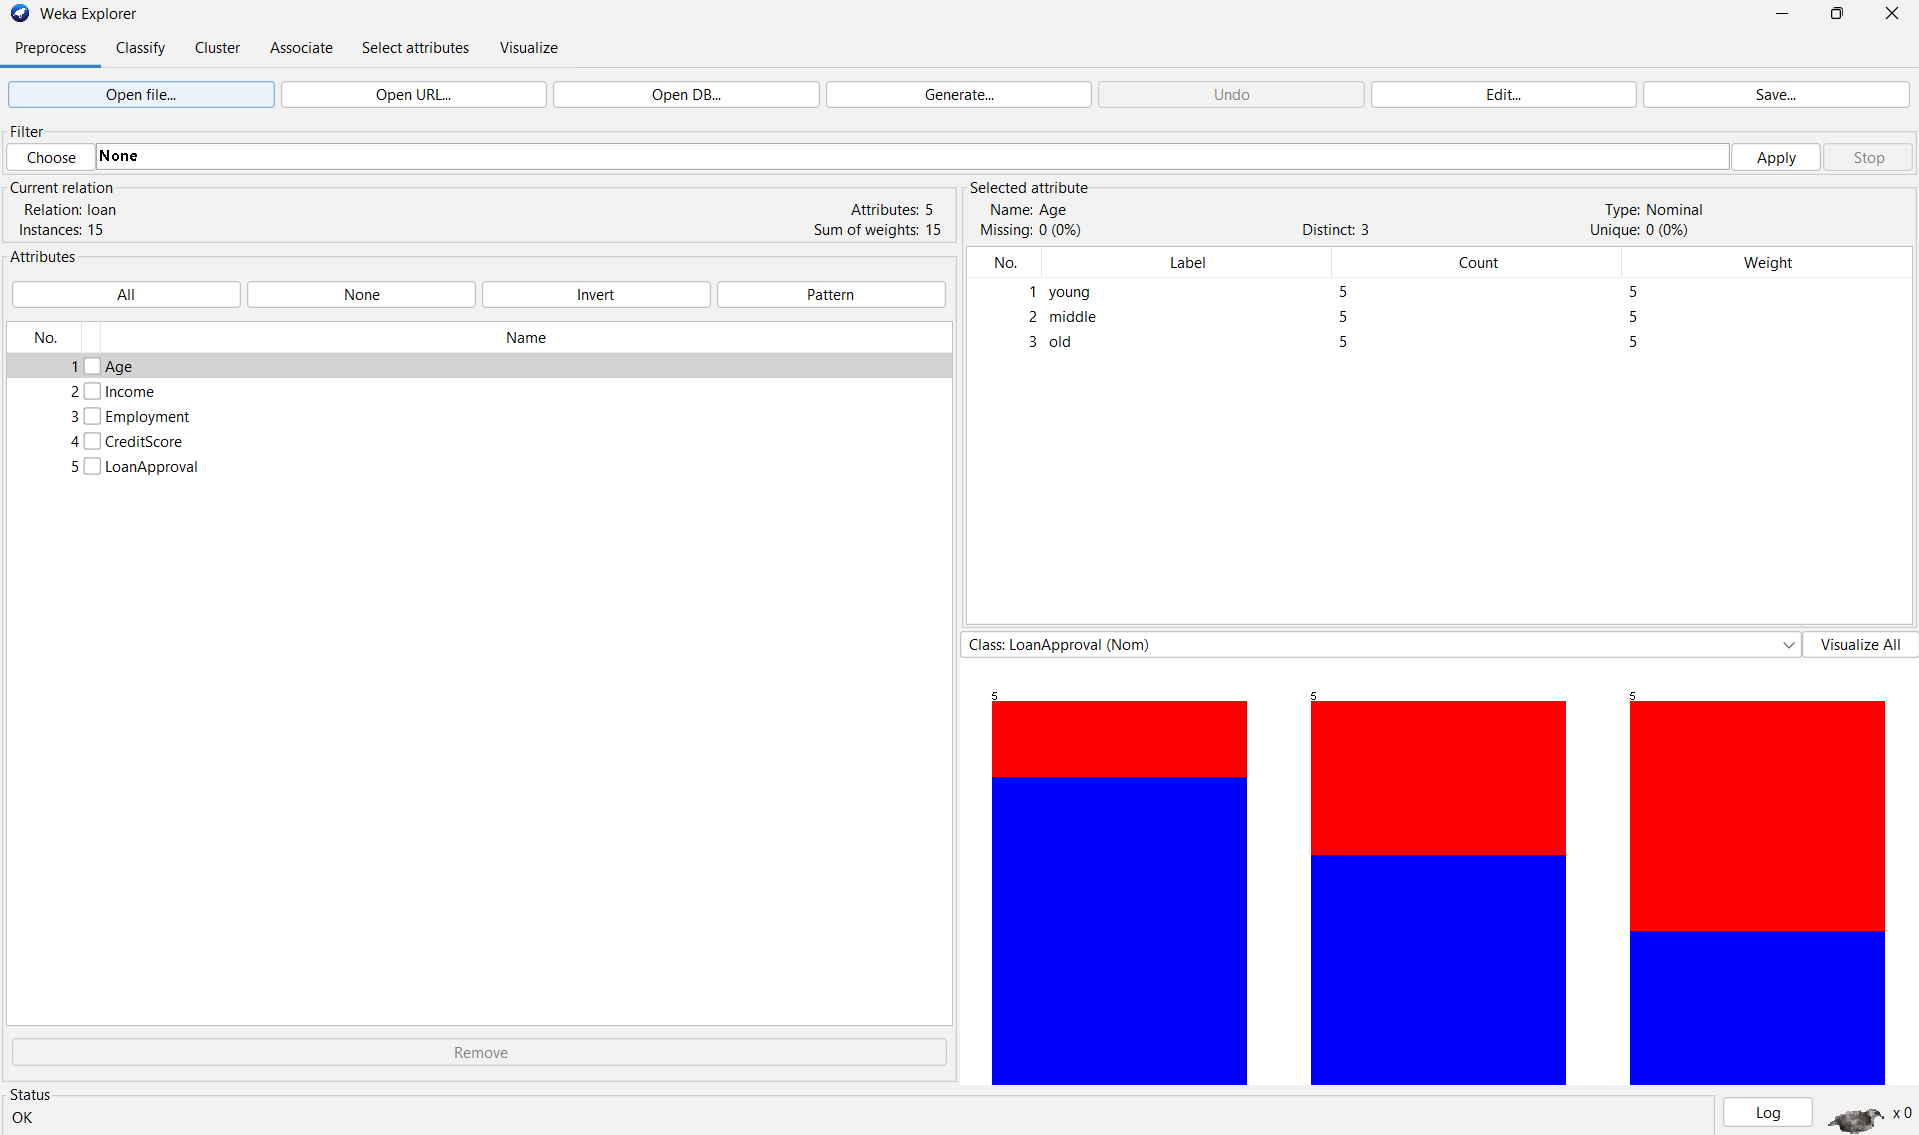 Weka Explorer
Preprocess Classify Cluster Associate Select attributes Visualize
Open file... Open URL... Open DB... Generate... Undo Edit... Save...
Filter
Choose None Apply Stop
Current relation
Relation: loan Attributes: 5
Instances: 15 Sum of weights: 15
Attributes
All None Invert Pattern
No. Name
1 Age
2 Income
3 Employment
4 CreditScore
5 LoanApproval
Remove
Selected attribute
Name: Age Type: Nominal
Missing: 0 (0%) Distinct: 3 Unique: 0 (0%)
No. Label Count Weight
1 young 5 5
2 middle 5 5
3 old 5 5
Class: LoanApproval (Nom) Visualize All
5 5 5
Status
OK
Log x 0